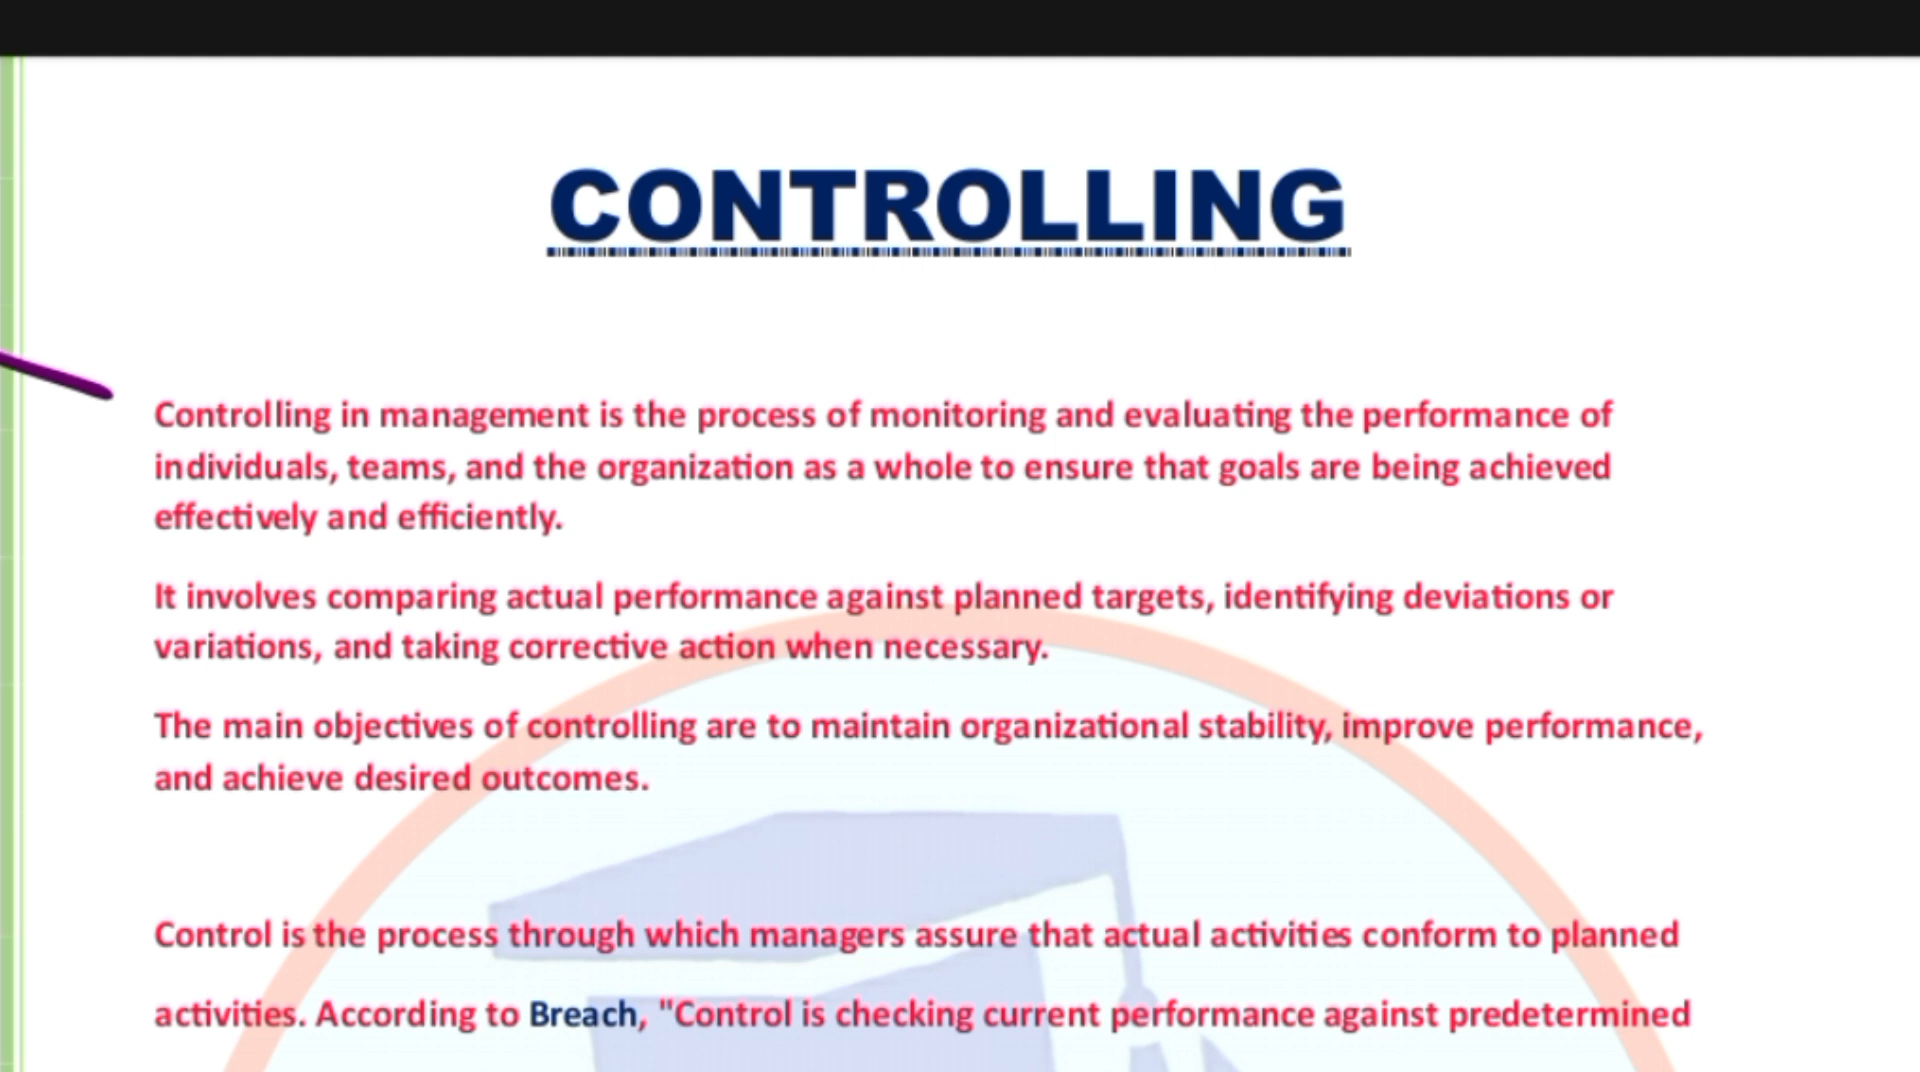 CONTROLLING
Controlling in management is the process of monitoring and evaluating the performance of
individuals, teams, and the organization as a whole to ensure that goals are being achieved
effectively and efficiently.
It involves comparing actual performance against planned targets, identifying deviations or
variations, and taking corrective action when necessary.
The main objectives of controlling are to maintain organizational stability, improve performance,
and achieve desired outcomes.
Control is the process through which managers assure that actual activities conform to planned
activities. According to Breach, "Control is checking current performance against predetermined